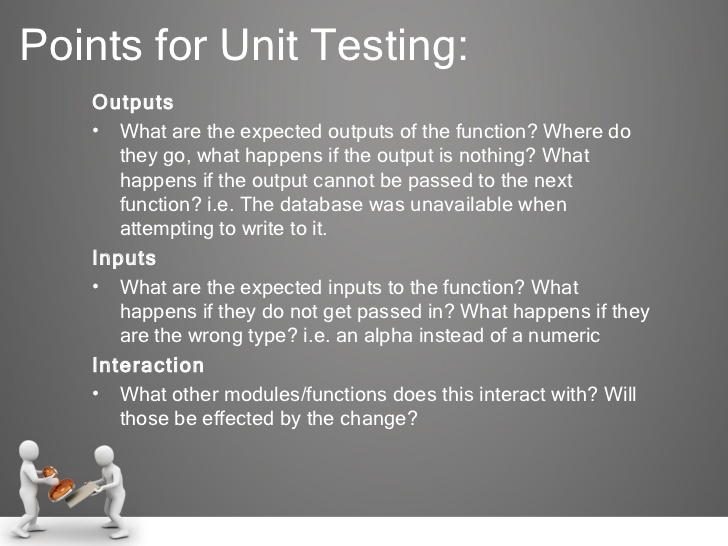 Points for Unit Testing:
Outputs
• What are the expected outputs of the function? Where do
they go, what happens if the output is nothing? What
happens if the output cannot be passed to the next
function? i.e. The database was unavailable when
attempting to write to it.
Inputs
• What are the expected inputs to the function? What
happens if they do not get passed in? What happens if they
are the wrong type? i.e. an alpha instead of a numeric
Interaction
• What other modules/functions does this interact with? Will
those be effected by the change?